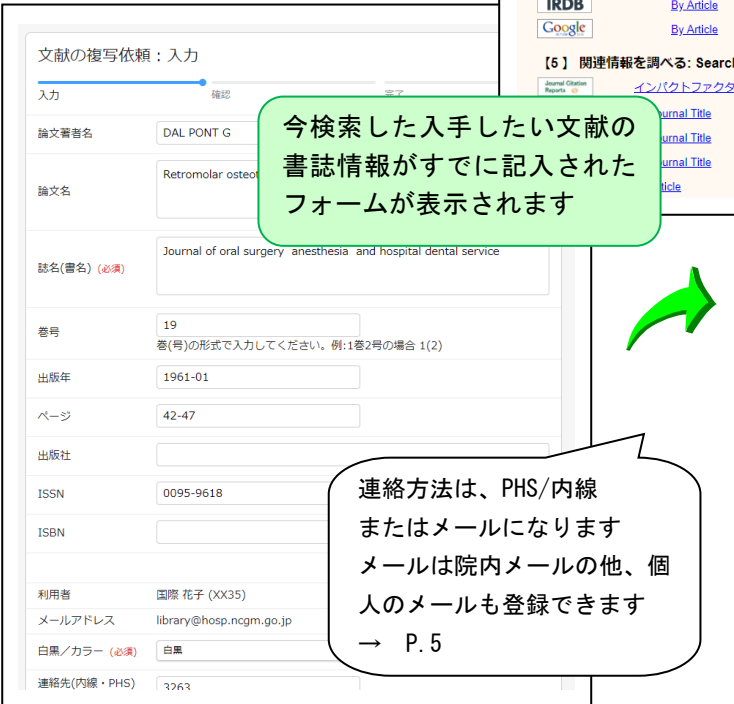 IRDB By Article
Google By Article
【5】 関連情報を調べる: Search
Journal Citation Reports インパクトファクタ
Journal Title
Journal Title
Journal Title
Article
文献の複写依頼：入力
入力 確認 完了
今検索した入手したい文献の
書誌情報がすでに記入された
フォームが表示されます
論文著者名 DAL PONT G
論文名 Retromolar osteot
誌名(書名) (必須) Journal of oral surgery anesthesia and hospital dental service
巻号 19
巻(号)の形式で入力してください。例:1巻2号の場合 1(2)
出版年 1961-01
ページ 42-47
出版社
ISSN 0095-9618
ISBN
連絡方法は、PHS/内線
またはメールになります
メールは院内メールの他、個
人のメールも登録できます
→ P.5
利用者 国際 花子 (XX35)
メールアドレス library@hosp.ncgm.go.jp
白黒／カラー (必須) 白黒
連絡先(内線・PHS) 3263